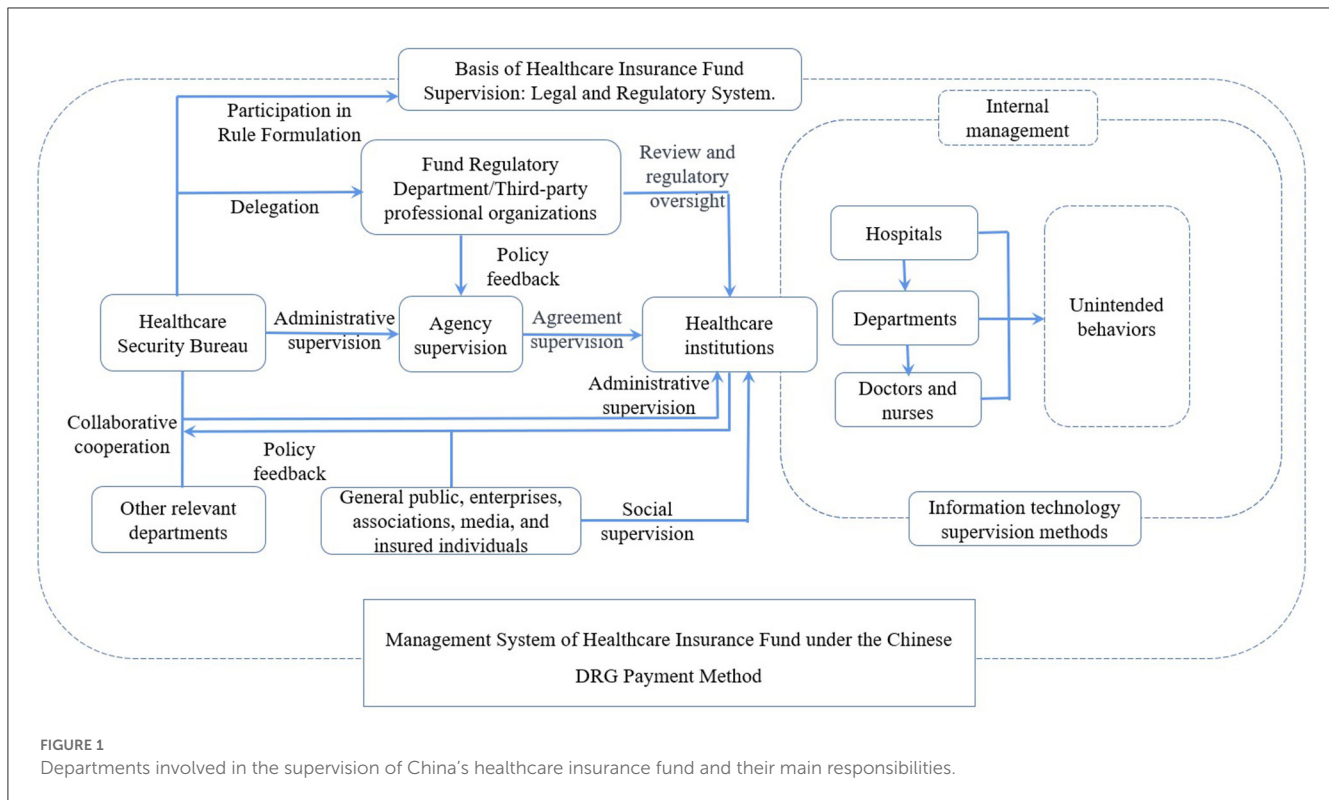 Basis of Healthcare Insurance Fund
Supervision: Legal and Regulatory System.
Participation in
Rule Formulation
Internal
management
Fund Regulatory
Department/Third-party
professional organizations
Review and
regulatory
oversight
Delegation
Policy
feedback
Hospitals
Healthcare
Security Bureau
Administrative
supervision
Agency
supervision
Agreement
supervision
Healthcare
institutions
Departments
Unintended
behaviors
Doctors and
nurses
Administrative
supervision
Collaborative
cooperation
Policy
feedback
Other relevant
departments
General public, enterprises,
associations, media, and
insured individuals
Social
supervision
Information technology
supervision methods
Management System of Healthcare Insurance Fund under the Chinese
DRG Payment Method
FIGURE 1
Departments involved in the supervision of China's healthcare insurance fund and their main responsibilities.